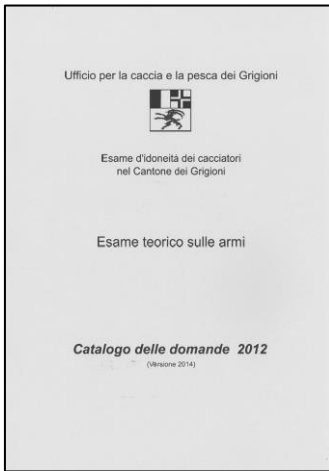 Ufficio per la caccia e la pesca dei Grigioni
Esame d'idoneità dei cacciatori
nel Cantone dei Grigioni
Esame teorico sulle armi
Catalogo delle domande 2012
(Versione 2014)